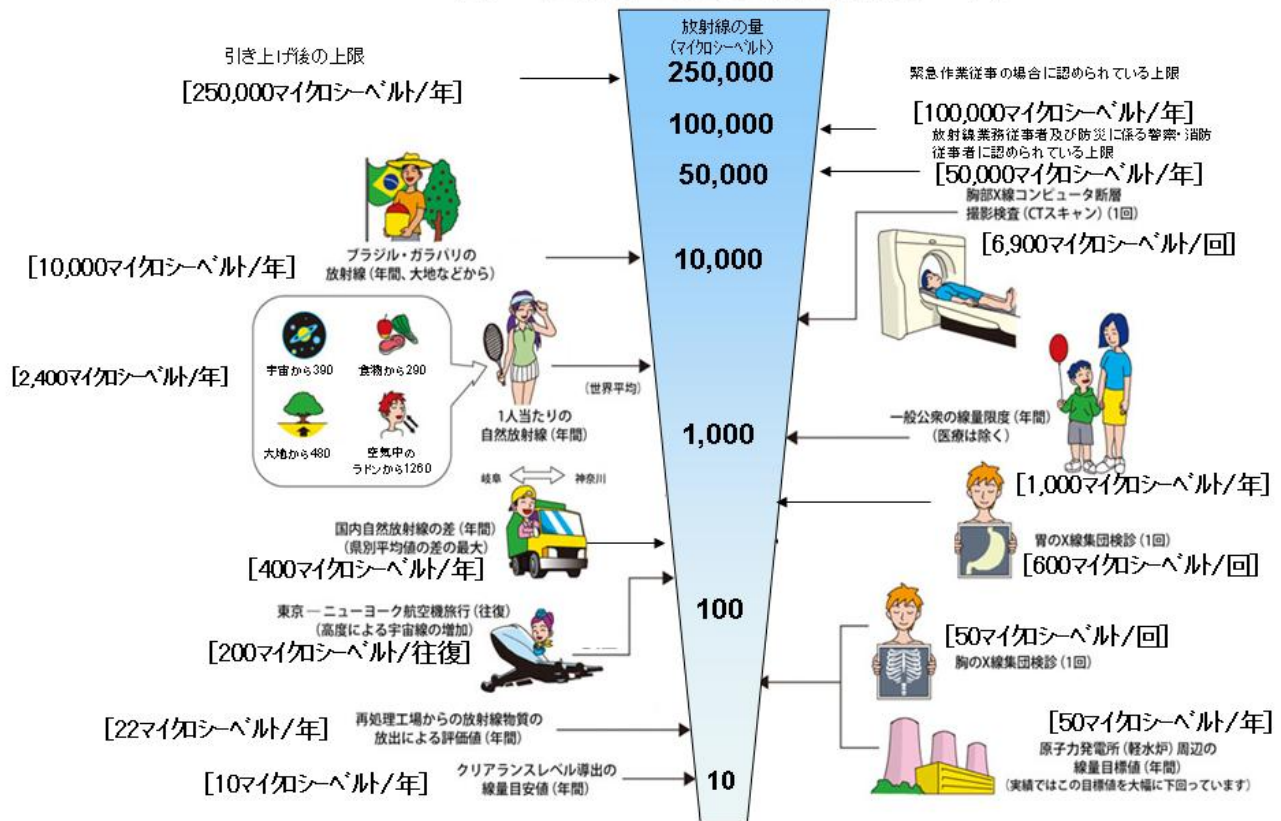 放射線の量
(マイクロシーベルト)
250,000
100,000
50,000
10,000
1,000
100
10
引き上げ後の上限
[250,000マイクロシーベルト/年]
ブラジル・ガラパリの
放射線(年間、大地などから)
[10,000マイクロシーベルト/年]
宇宙から390
食物から290
大地から480
空気中の
ラドンから1260
[2,400マイクロシーベルト/年]
(世界平均)
1人当たりの
自然放射線(年間)
岐阜
神奈川
国内自然放射線の差(年間)
(県別平均値の差の最大)
[400マイクロシーベルト/年]
東京―ニューヨーク航空機旅行(往復)
(高度による宇宙線の増加)
[200マイクロシーベルト/往復]
[22マイクロシーベルト/年]
再処理工場からの放射線物質の
放出による評価値(年間)
[10マイクロシーベルト/年]
クリアランスレベル導出の
線量目安値(年間)
緊急作業従事の場合に認められている上限
[100,000マイクロシーベルト/年]
放射線業務従事者及び防災に係る警察・消防
従事者に認められている上限
[50,000マイクロシーベルト/年]
胸部X線コンピュータ断層
撮影検査(CTスキャン)(1回)
[6,900マイクロシーベルト/回]
一般公衆の線量限度(年間)
(医療は除く)
[1,000マイクロシーベルト/年]
胃のX線集団検診(1回)
[600マイクロシーベルト/回]
[50マイクロシーベルト/回]
胸のX線集団検診(1回)
[50マイクロシーベルト/年]
原子力発電所(軽水炉)周辺の
線量目標値(年間)
(実績ではこの目標値を大幅に下回っています)